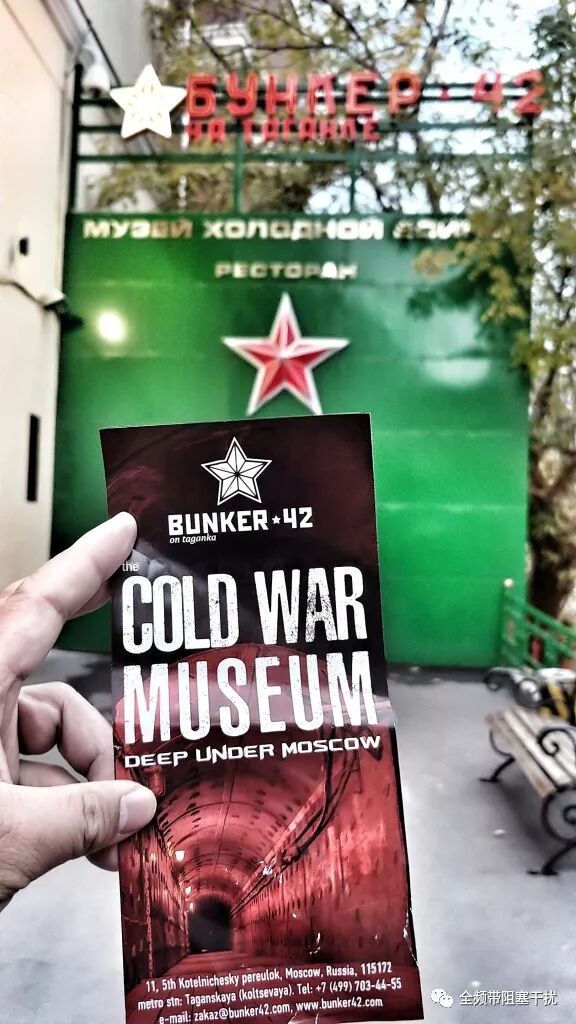 БУНКЕР·42
НА ТАГАНКЕ
МУЗЕЙ ХОЛОДНОЙ ВОЙНЫ
РЕСТОРАН
BUNKER★42
on taganka
the
COLD WAR
MUSEUM
DEEP UNDER MOSCOW
11, 5th Kotelnichesky pereulok, Moscow, Russia, 115172
metro stn: Taganskaya (koltsevaya). Tel: +7 (499) 703-44-55
e-mail: zakaz@bunker42.com, www.bunker42.com
全频带阻塞干扰